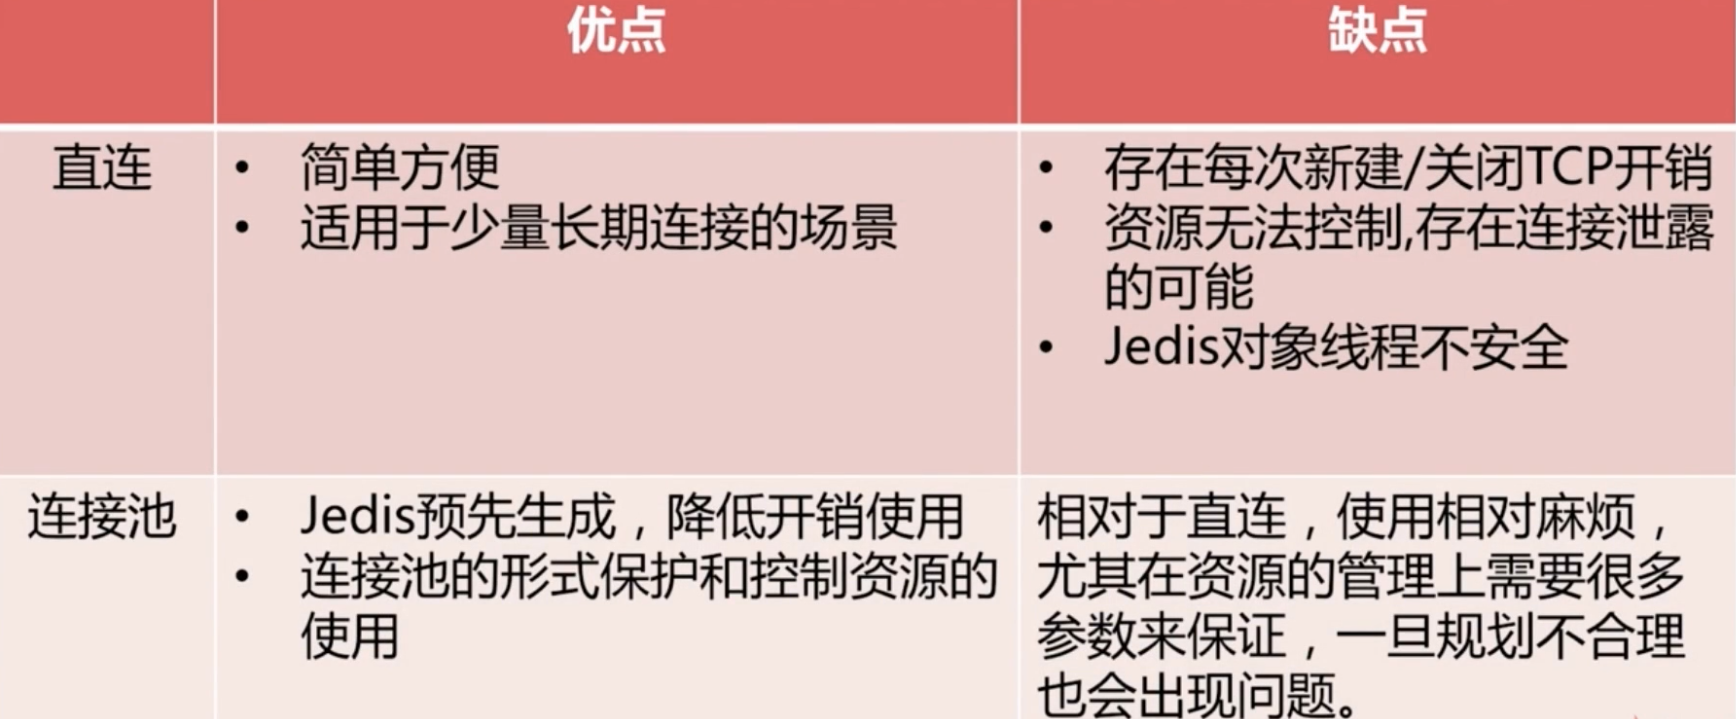 优点
缺点
直连
• 简单方便
• 适用于少量长期连接的场景
• 存在每次新建/关闭TCP开销
• 资源无法控制,存在连接泄露
的可能
• Jedis对象线程不安全
连接池
• Jedis预先生成，降低开销使用
• 连接池的形式保护和控制资源的
使用
相对于直连，使用相对麻烦，
尤其在资源的管理上需要很多
参数来保证，一旦规划不合理
也会出现问题。